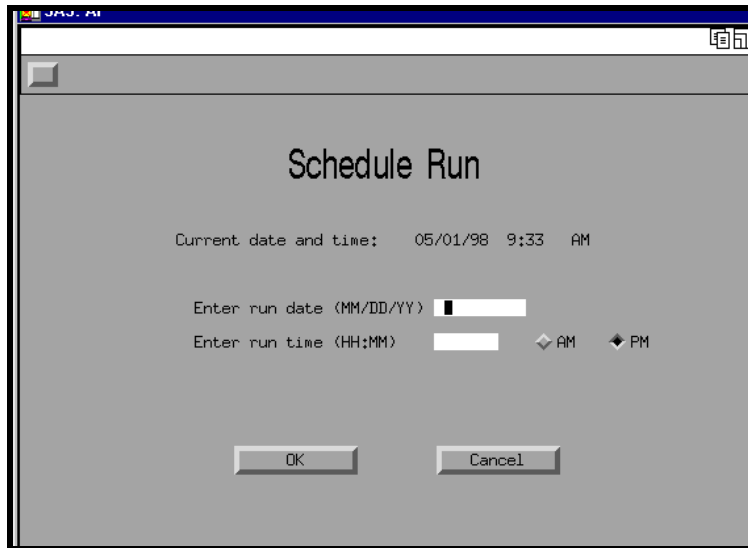 Schedule Run
Current date and time: 05/01/98 9:33 AM
Enter run date (MM/DD/YY)
Enter run time (HH:MM) AM PM
OK Cancel